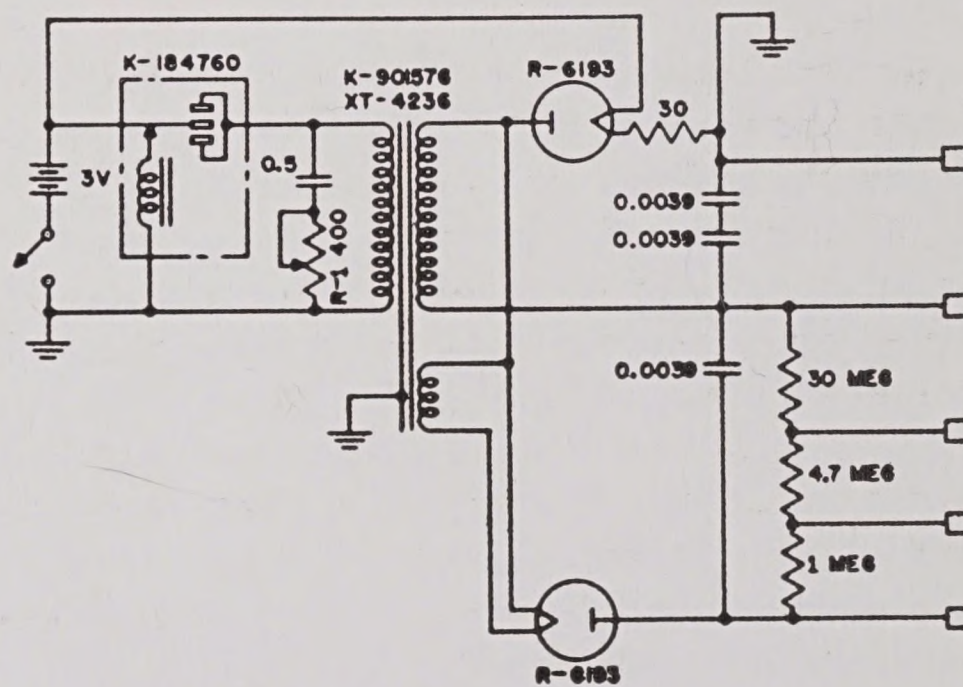 K-184760
K-901576
XT-4236
R-6193
30
3V
0.5
R-1 400
0.0039
0.0039
0.0039
30 MEG
4.7 MEG
1 MEG
R-6193